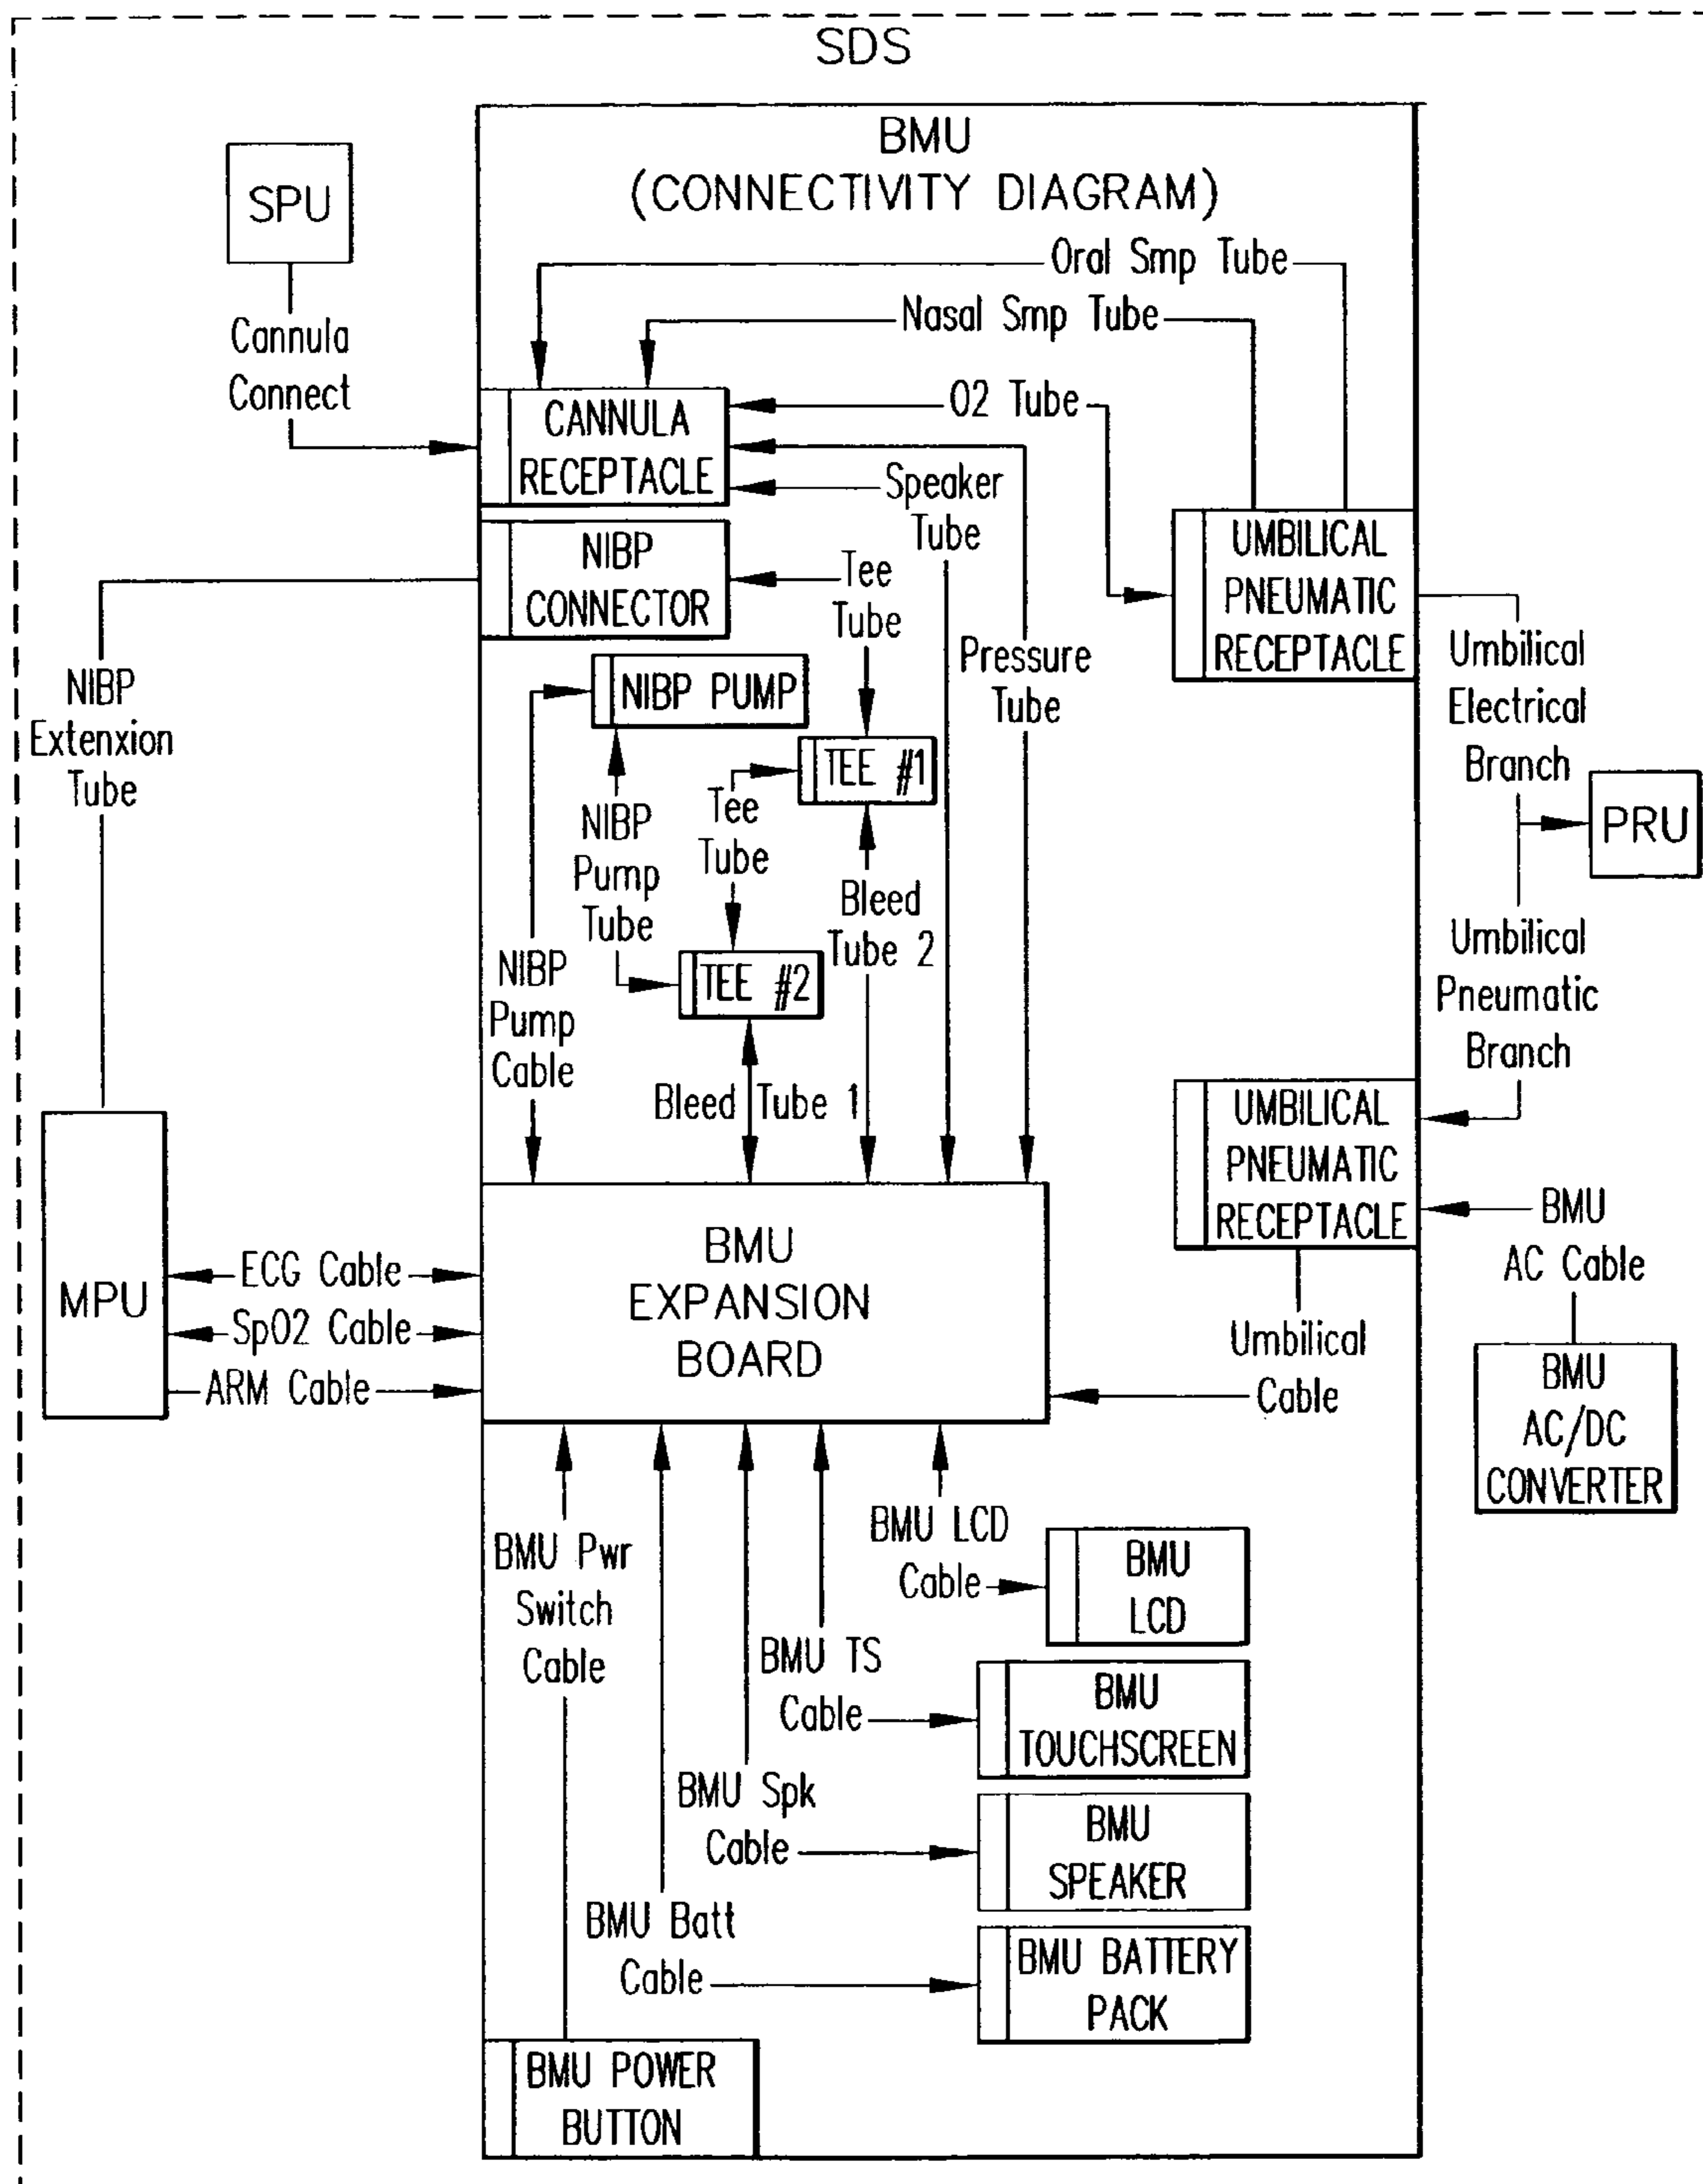 SDS
BMU
(CONNECTIVITY DIAGRAM)
SPU
Cannula
Connect
Oral Smp Tube
Nasal Smp Tube
O2 Tube
CANNULA
RECEPTACLE
Speaker
Tube
NIBP
CONNECTOR
Tee
Tube
Pressure
Tube
UMBILICAL
PNEUMATIC
RECEPTACLE
Umbilical
Electrical
Branch
PRU
Umbilical
Pneumatic
Branch
NIBP
Extenxion
Tube
NIBP PUMP
TEE #1
Tee
Tube
NIBP
Pump
Tube
Bleed
Tube 2
TEE #2
NIBP
Pump
Cable
Bleed Tube 1
UMBILICAL
PNEUMATIC
RECEPTACLE
BMU
AC Cable
BMU
AC/DC
CONVERTER
MPU
ECG Cable
SpO2 Cable
ARM Cable
BMU
EXPANSION
BOARD
Umbilical
Cable
BMU Pwr
Switch
Cable
BMU LCD
Cable
BMU
LCD
BMU TS
Cable
BMU
TOUCHSCREEN
BMU Spk
Cable
BMU
SPEAKER
BMU Batt
Cable
BMU BATTERY
PACK
BMU POWER
BUTTON